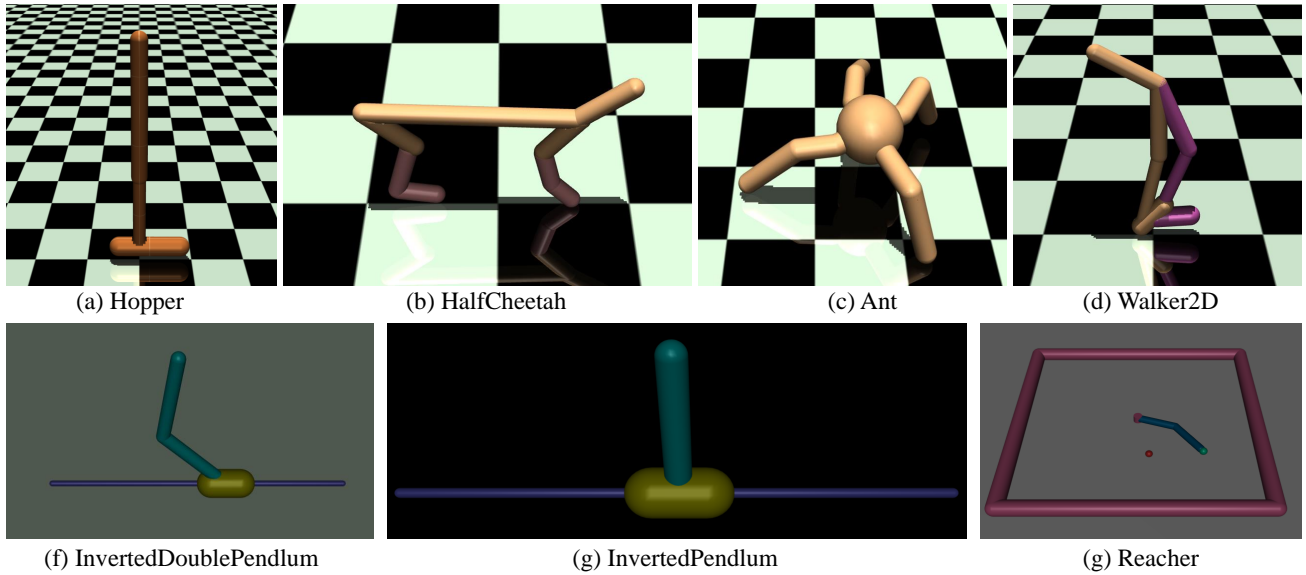 (a) Hopper
(b) HalfCheetah
(c) Ant
(d) Walker2D
(f) InvertedDoublePendlum
(g) InvertedPendlum
(g) Reacher